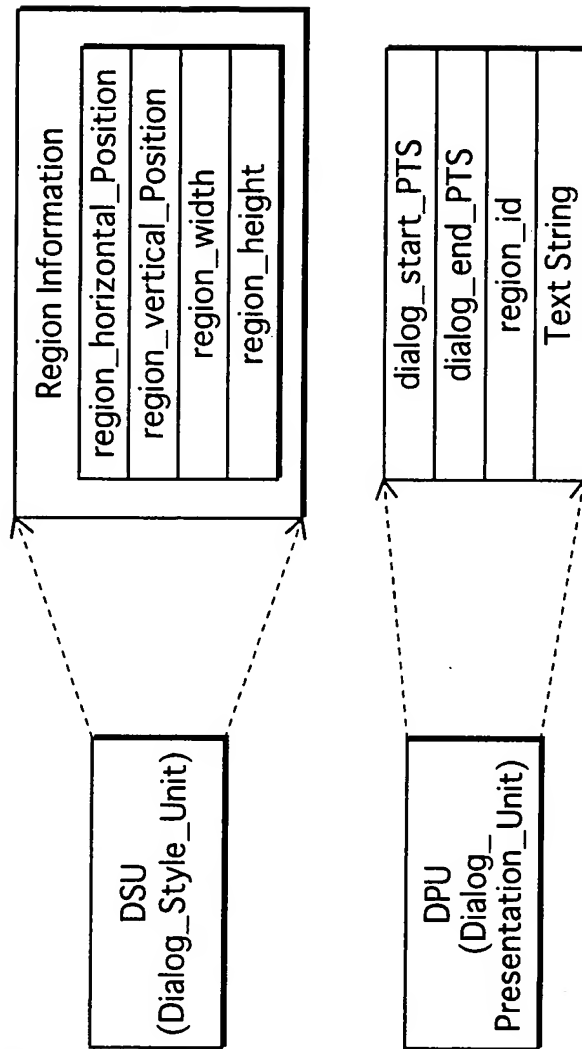 DSU
(Dialog_Style_Unit)
Region Information
region_horizontal_Position
region_vertical_Position
region_width
region_height
DPU
(Dialog_
Presentation_Unit)
dialog_start_PTS
dialog_end_PTS
region_id
Text String